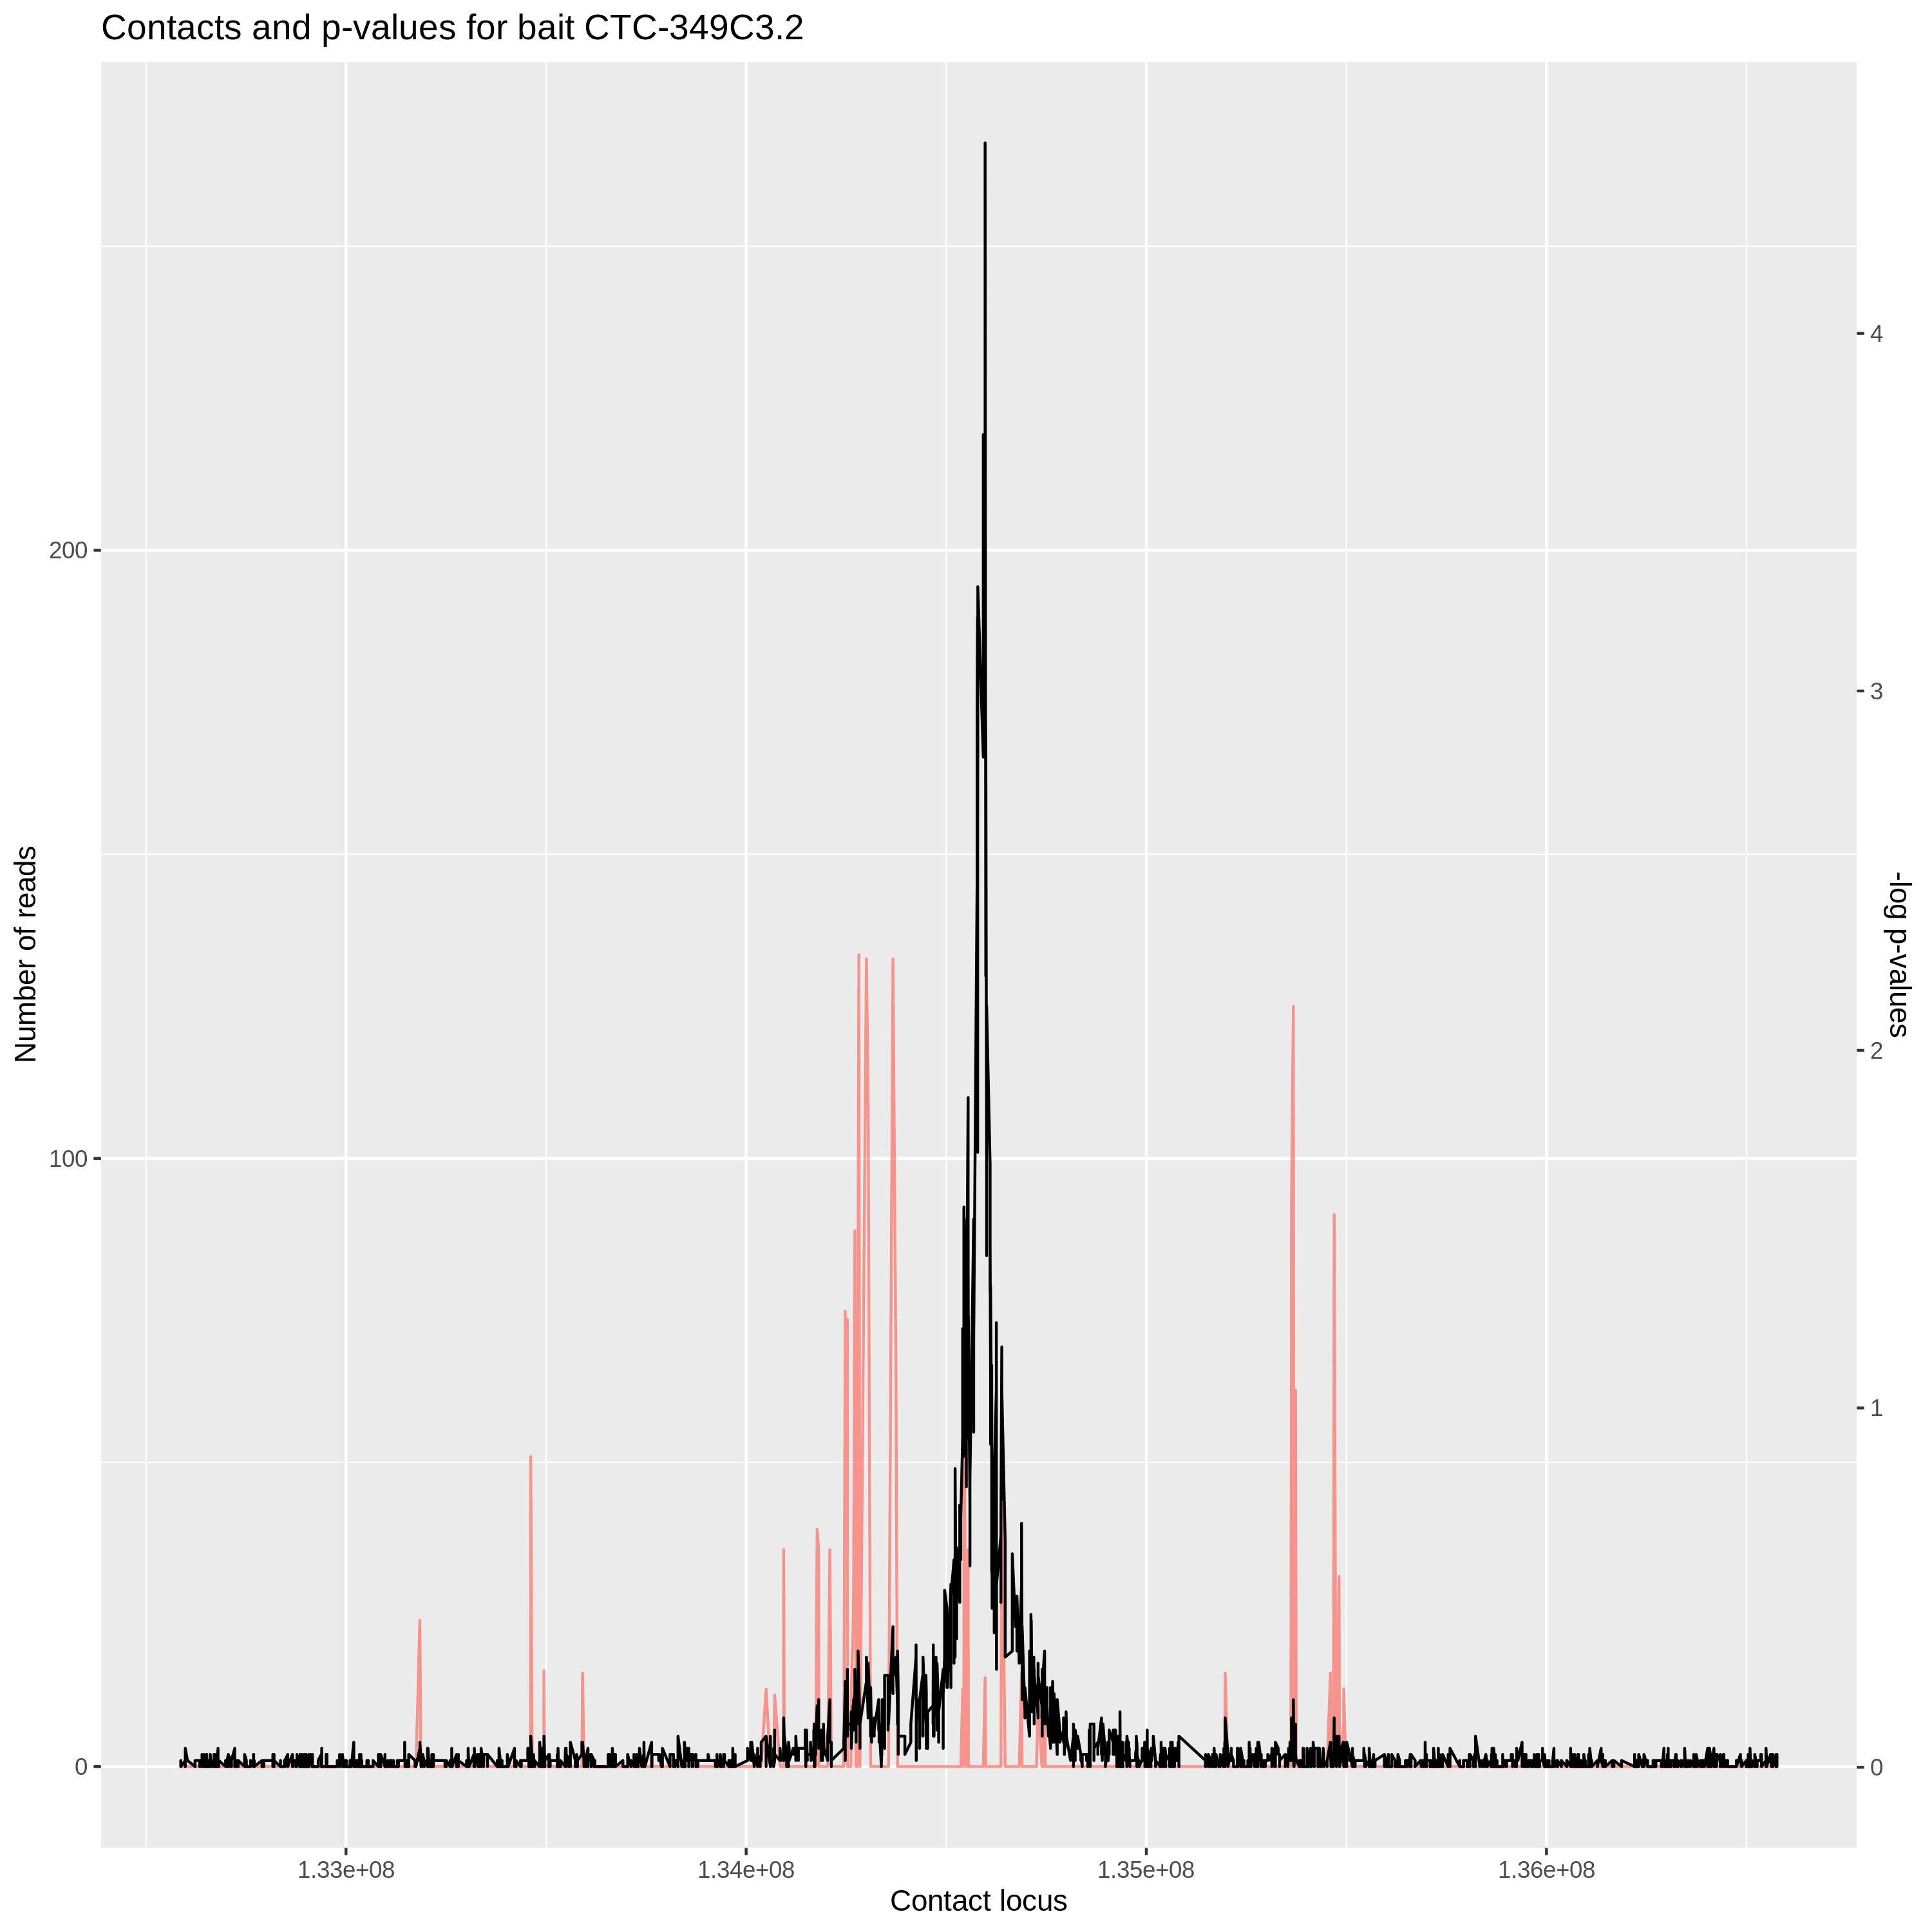 Contacts and p-values for bait CTC-349C3.2
Number of reads
200
100
0
4
3
2
1
0
-log p-values
1.33e+08 1.34e+08 1.35e+08 1.36e+08
Contact locus